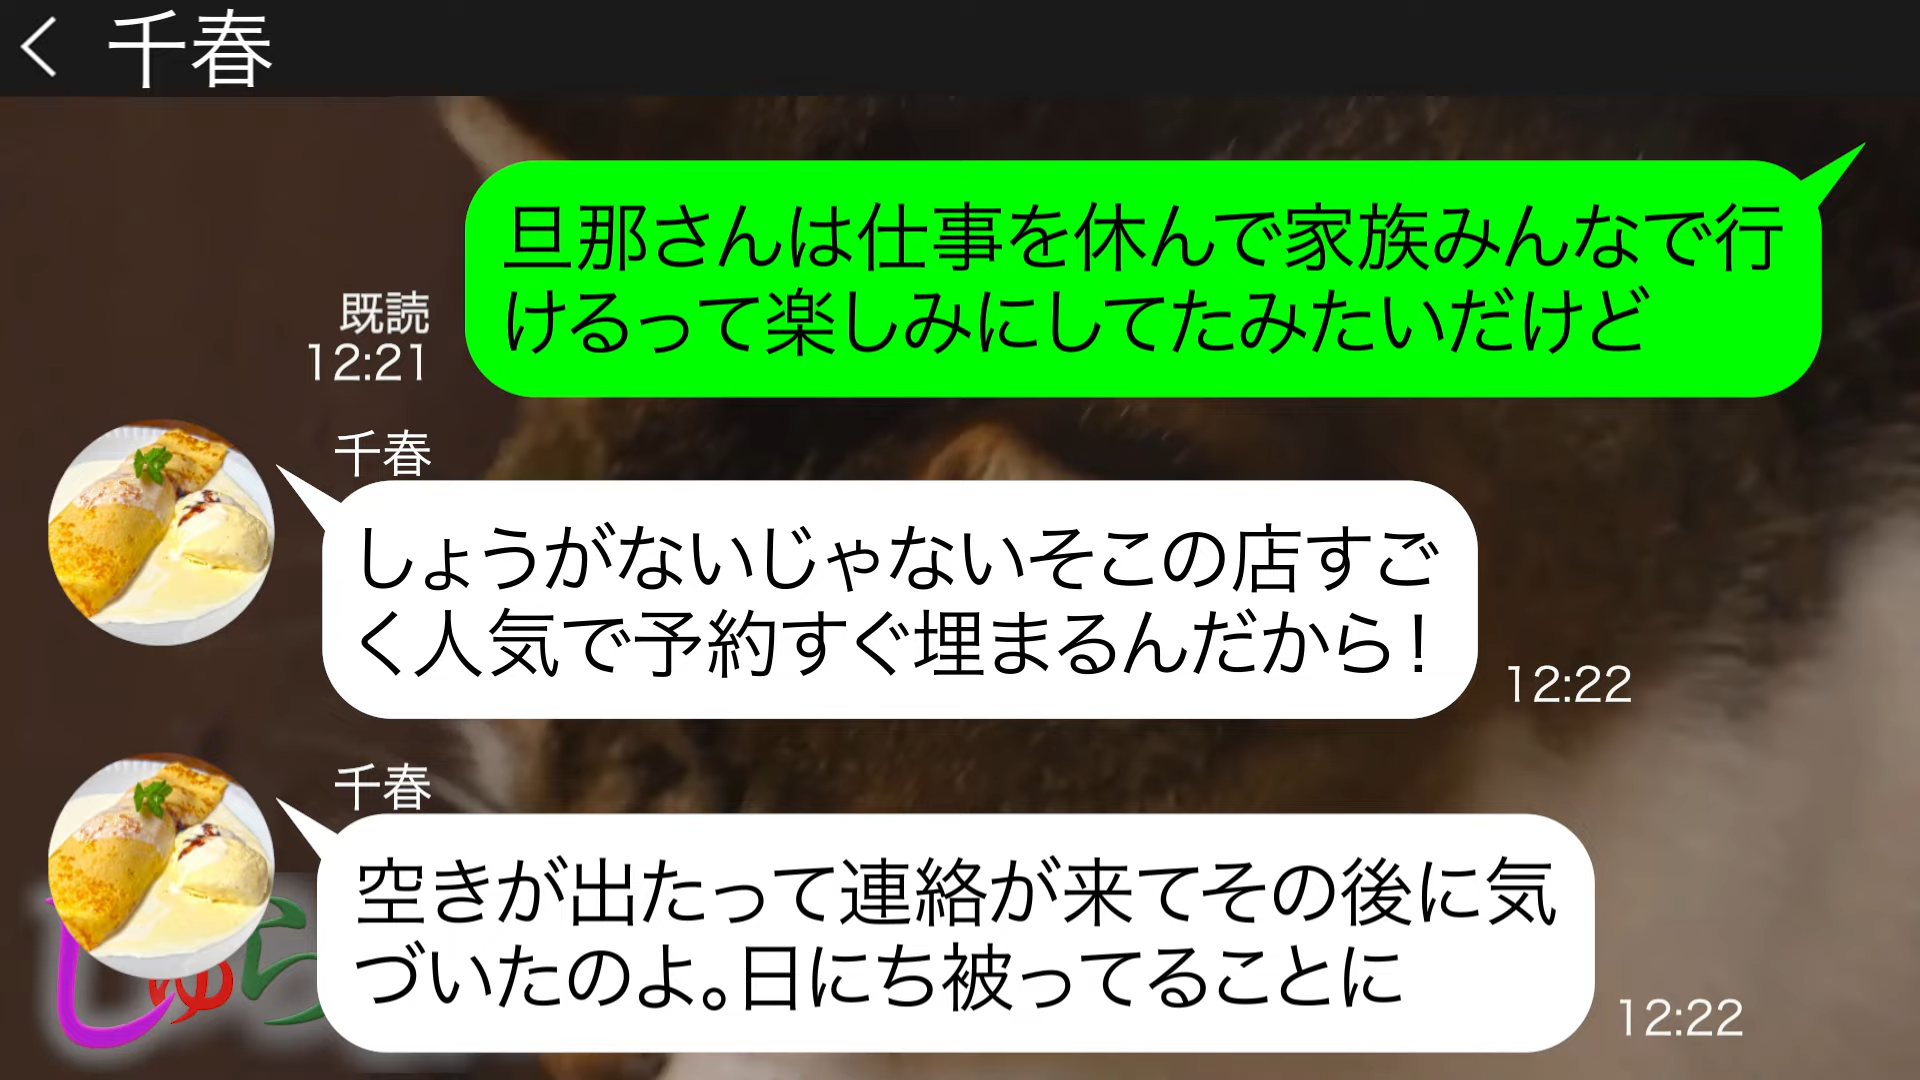 千春
旦那さんは仕事を休んで家族みんなで行
けるって楽しみにしてたみたいだけど
既読
12:21
千春
しょうがないじゃないそこの店すご
く人気で予約すぐ埋まるんだから！
12:22
千春
空きが出たって連絡が来てその後に気
づいたのよ。日にち被ってることに
12:22
しゅら